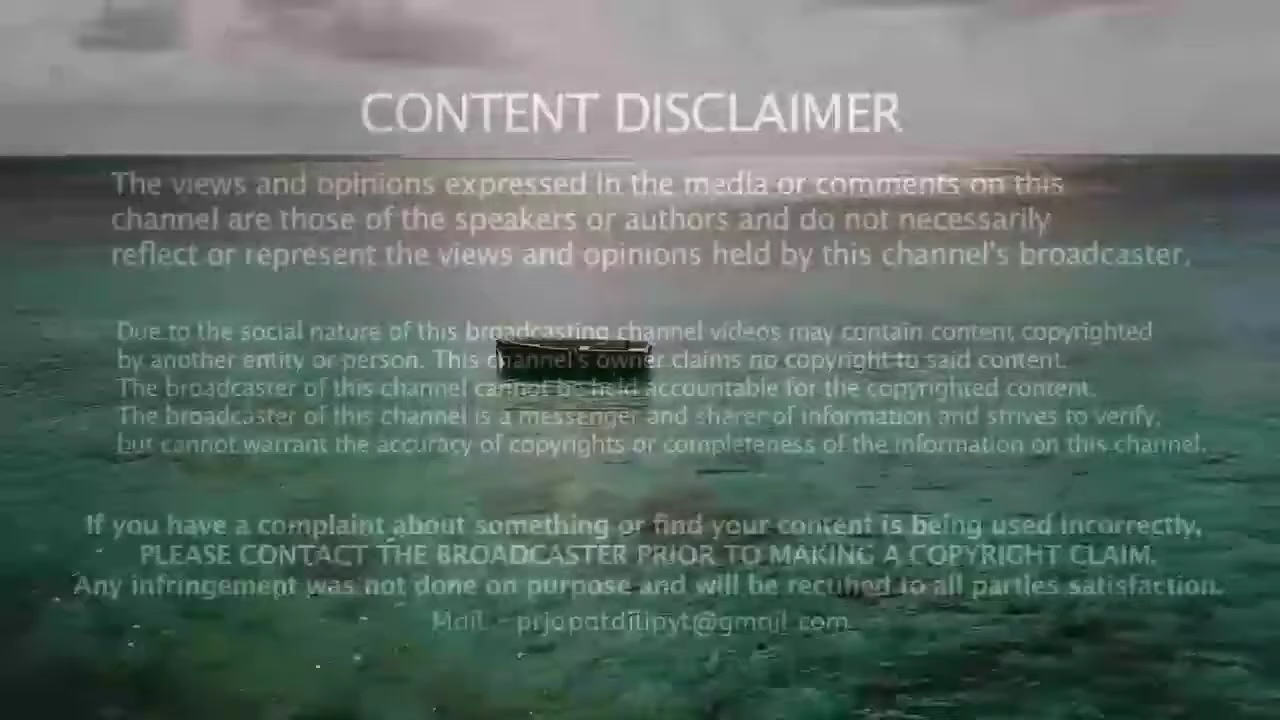 CONTENT DISCLAIMER
The views and opinions expressed in the media or comments on this
channel are those of the speakers or authors and do not necessarily
reflect or represent the views and opinions held by this channel's broadcaster.
Due to the social nature of this broadcasting channel videos may contain content copyrighted
by another entity or person. This channel's owner claims no copyright to said content.
The broadcaster of this channel cannot be held accountable for the copyrighted content.
The broadcaster of this channel is a messenger and sharer of information and strives to verify,
but cannot warrant the accuracy of copyrights or completeness of the information on this channel.
If you have a complaint about something or find your content is being used incorrectly,
PLEASE CONTACT THE BROADCASTER PRIOR TO MAKING A COPYRIGHT CLAIM.
Any infringement was not done on purpose and will be rectified to all parties satisfaction.
Mail -